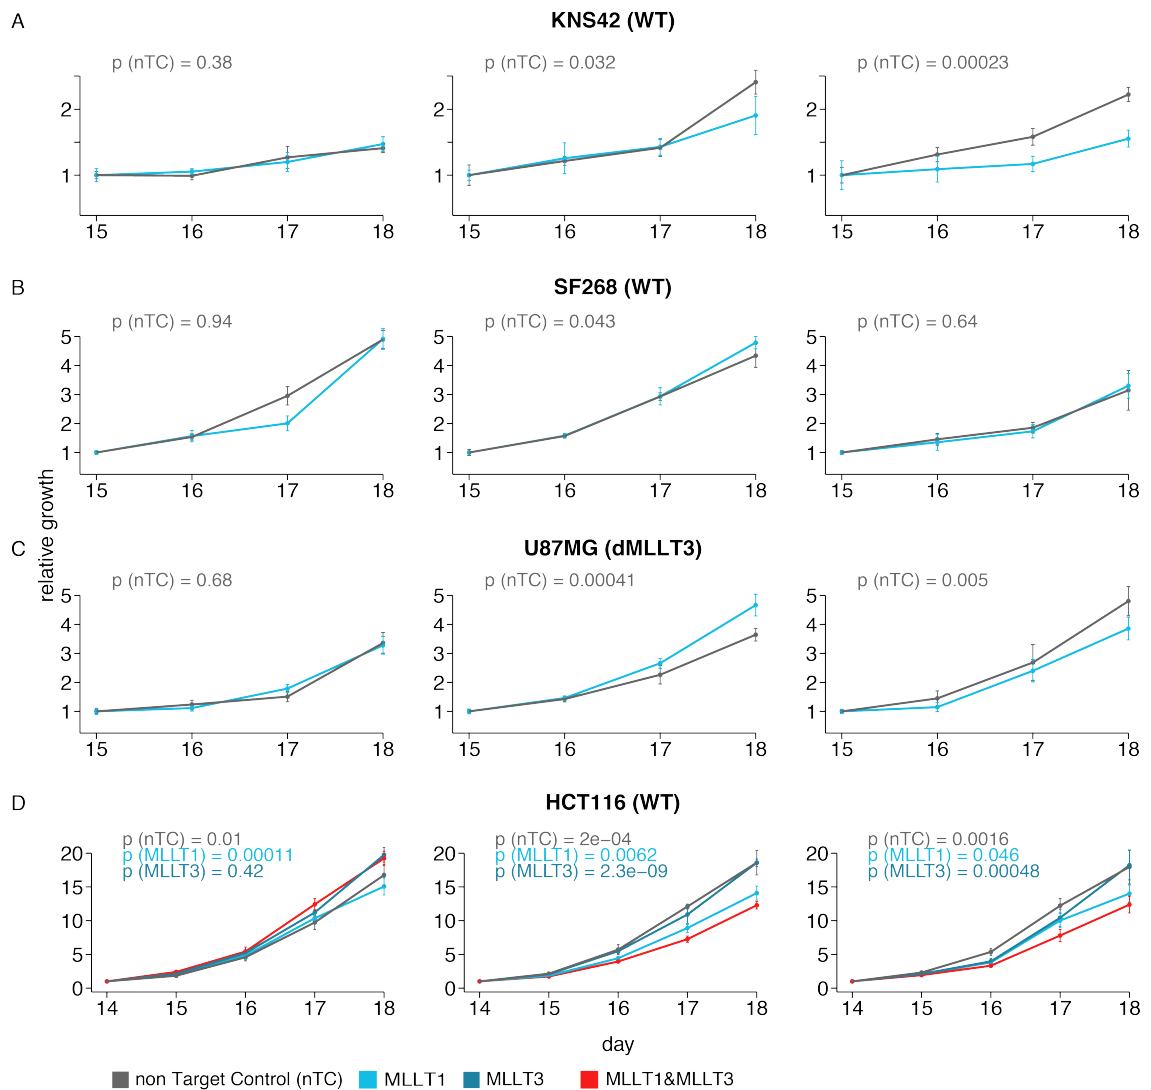 A
KNS42 (WT)
p (nTC) = 0.38
p (nTC) = 0.032
p (nTC) = 0.00023
2
1
15 16 17 18
2
1
15 16 17 18
2
1
15 16 17 18
B
SF268 (WT)
p (nTC) = 0.94
p (nTC) = 0.043
p (nTC) = 0.64
5
4
3
2
1
15 16 17 18
5
4
3
2
1
15 16 17 18
5
4
3
2
1
15 16 17 18
relative growth
C
U87MG (dMLLT3)
p (nTC) = 0.68
p (nTC) = 0.00041
p (nTC) = 0.005
5
4
3
2
1
15 16 17 18
5
4
3
2
1
15 16 17 18
5
4
3
2
1
15 16 17 18
D
HCT116 (WT)
p (nTC) = 0.01
p (MLLT1) = 0.00011
p (MLLT3) = 0.42
20
15
10
5
0
14 15 16 17 18
p (nTC) = 2e−04
p (MLLT1) = 0.0062
p (MLLT3) = 2.3e−09
20
15
10
5
0
14 15 16 17 18
p (nTC) = 0.0016
p (MLLT1) = 0.046
p (MLLT3) = 0.00048
20
15
10
5
0
14 15 16 17 18
day
non Target Control (nTC) MLLT1 MLLT3 MLLT1&MLLT3